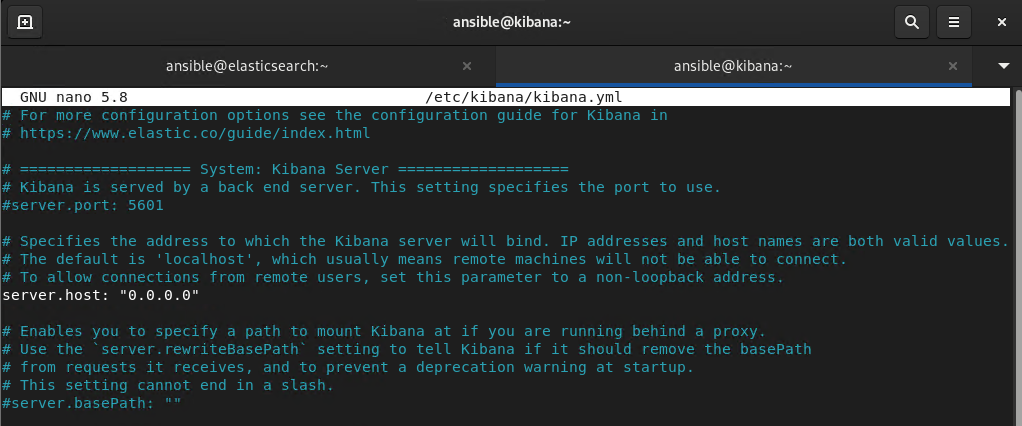 ansible@kibana:~
ansible@elasticsearch:~
ansible@kibana:~
GNU nano 5.8 /etc/kibana/kibana.yml
# For more configuration options see the configuration guide for Kibana in
# https://www.elastic.co/guide/index.html
# =================== System: Kibana Server ===================
# Kibana is served by a back end server. This setting specifies the port to use.
#server.port: 5601
# Specifies the address to which the Kibana server will bind. IP addresses and host names are both valid values.
# The default is 'localhost', which usually means remote machines will not be able to connect.
# To allow connections from remote users, set this parameter to a non-loopback address.
server.host: "0.0.0.0"
# Enables you to specify a path to mount Kibana at if you are running behind a proxy.
# Use the `server.rewriteBasePath` setting to tell Kibana if it should remove the basePath
# from requests it receives, and to prevent a deprecation warning at startup.
# This setting cannot end in a slash.
#server.basePath: ""